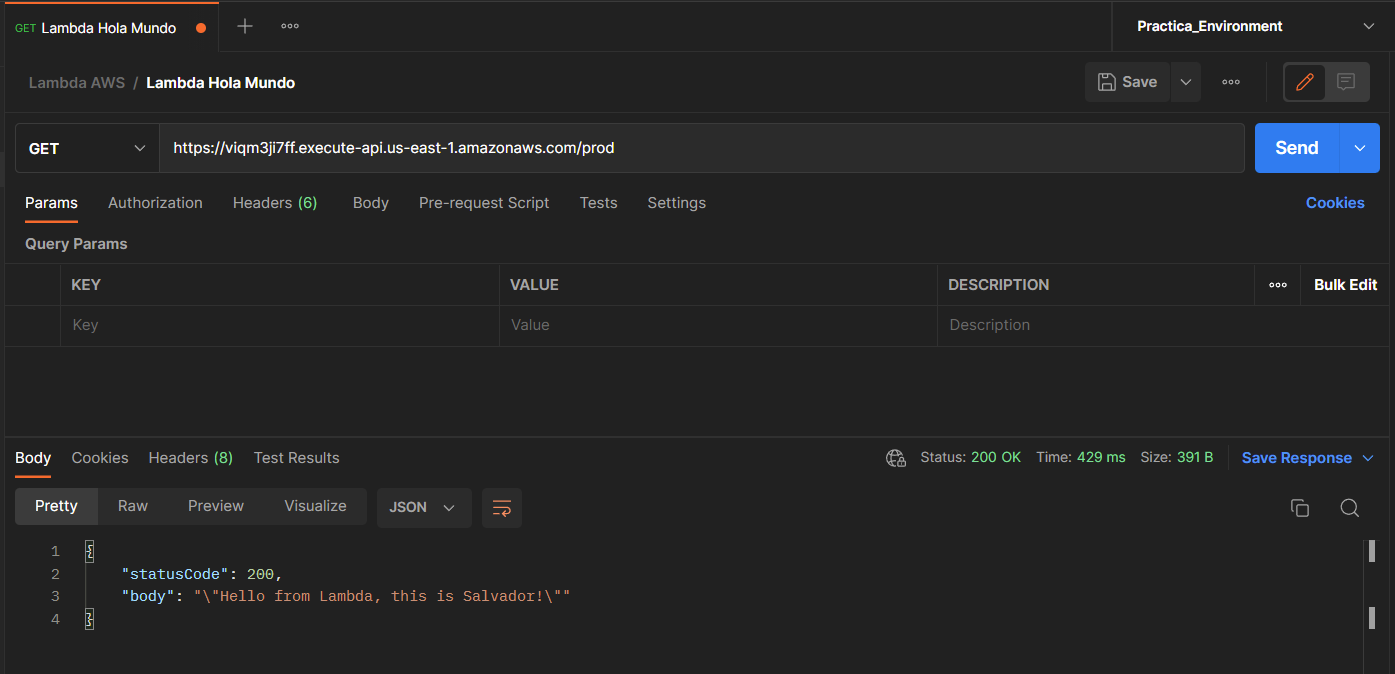 GET Lambda Hola Mundo
Practica_Environment
Lambda AWS / Lambda Hola Mundo
Save
GET
https://viqm3ji7ff.execute-api.us-east-1.amazonaws.com/prod
Send
Params Authorization Headers (6) Body Pre-request Script Tests Settings Cookies
Query Params
KEY VALUE DESCRIPTION Bulk Edit
Key Value Description
Body Cookies Headers (8) Test Results Status: 200 OK Time: 429 ms Size: 391 B Save Response
Pretty Raw Preview Visualize JSON
1 {
2 "statusCode": 200,
3 "body": "\"Hello from Lambda, this is Salvador!\""
4 }